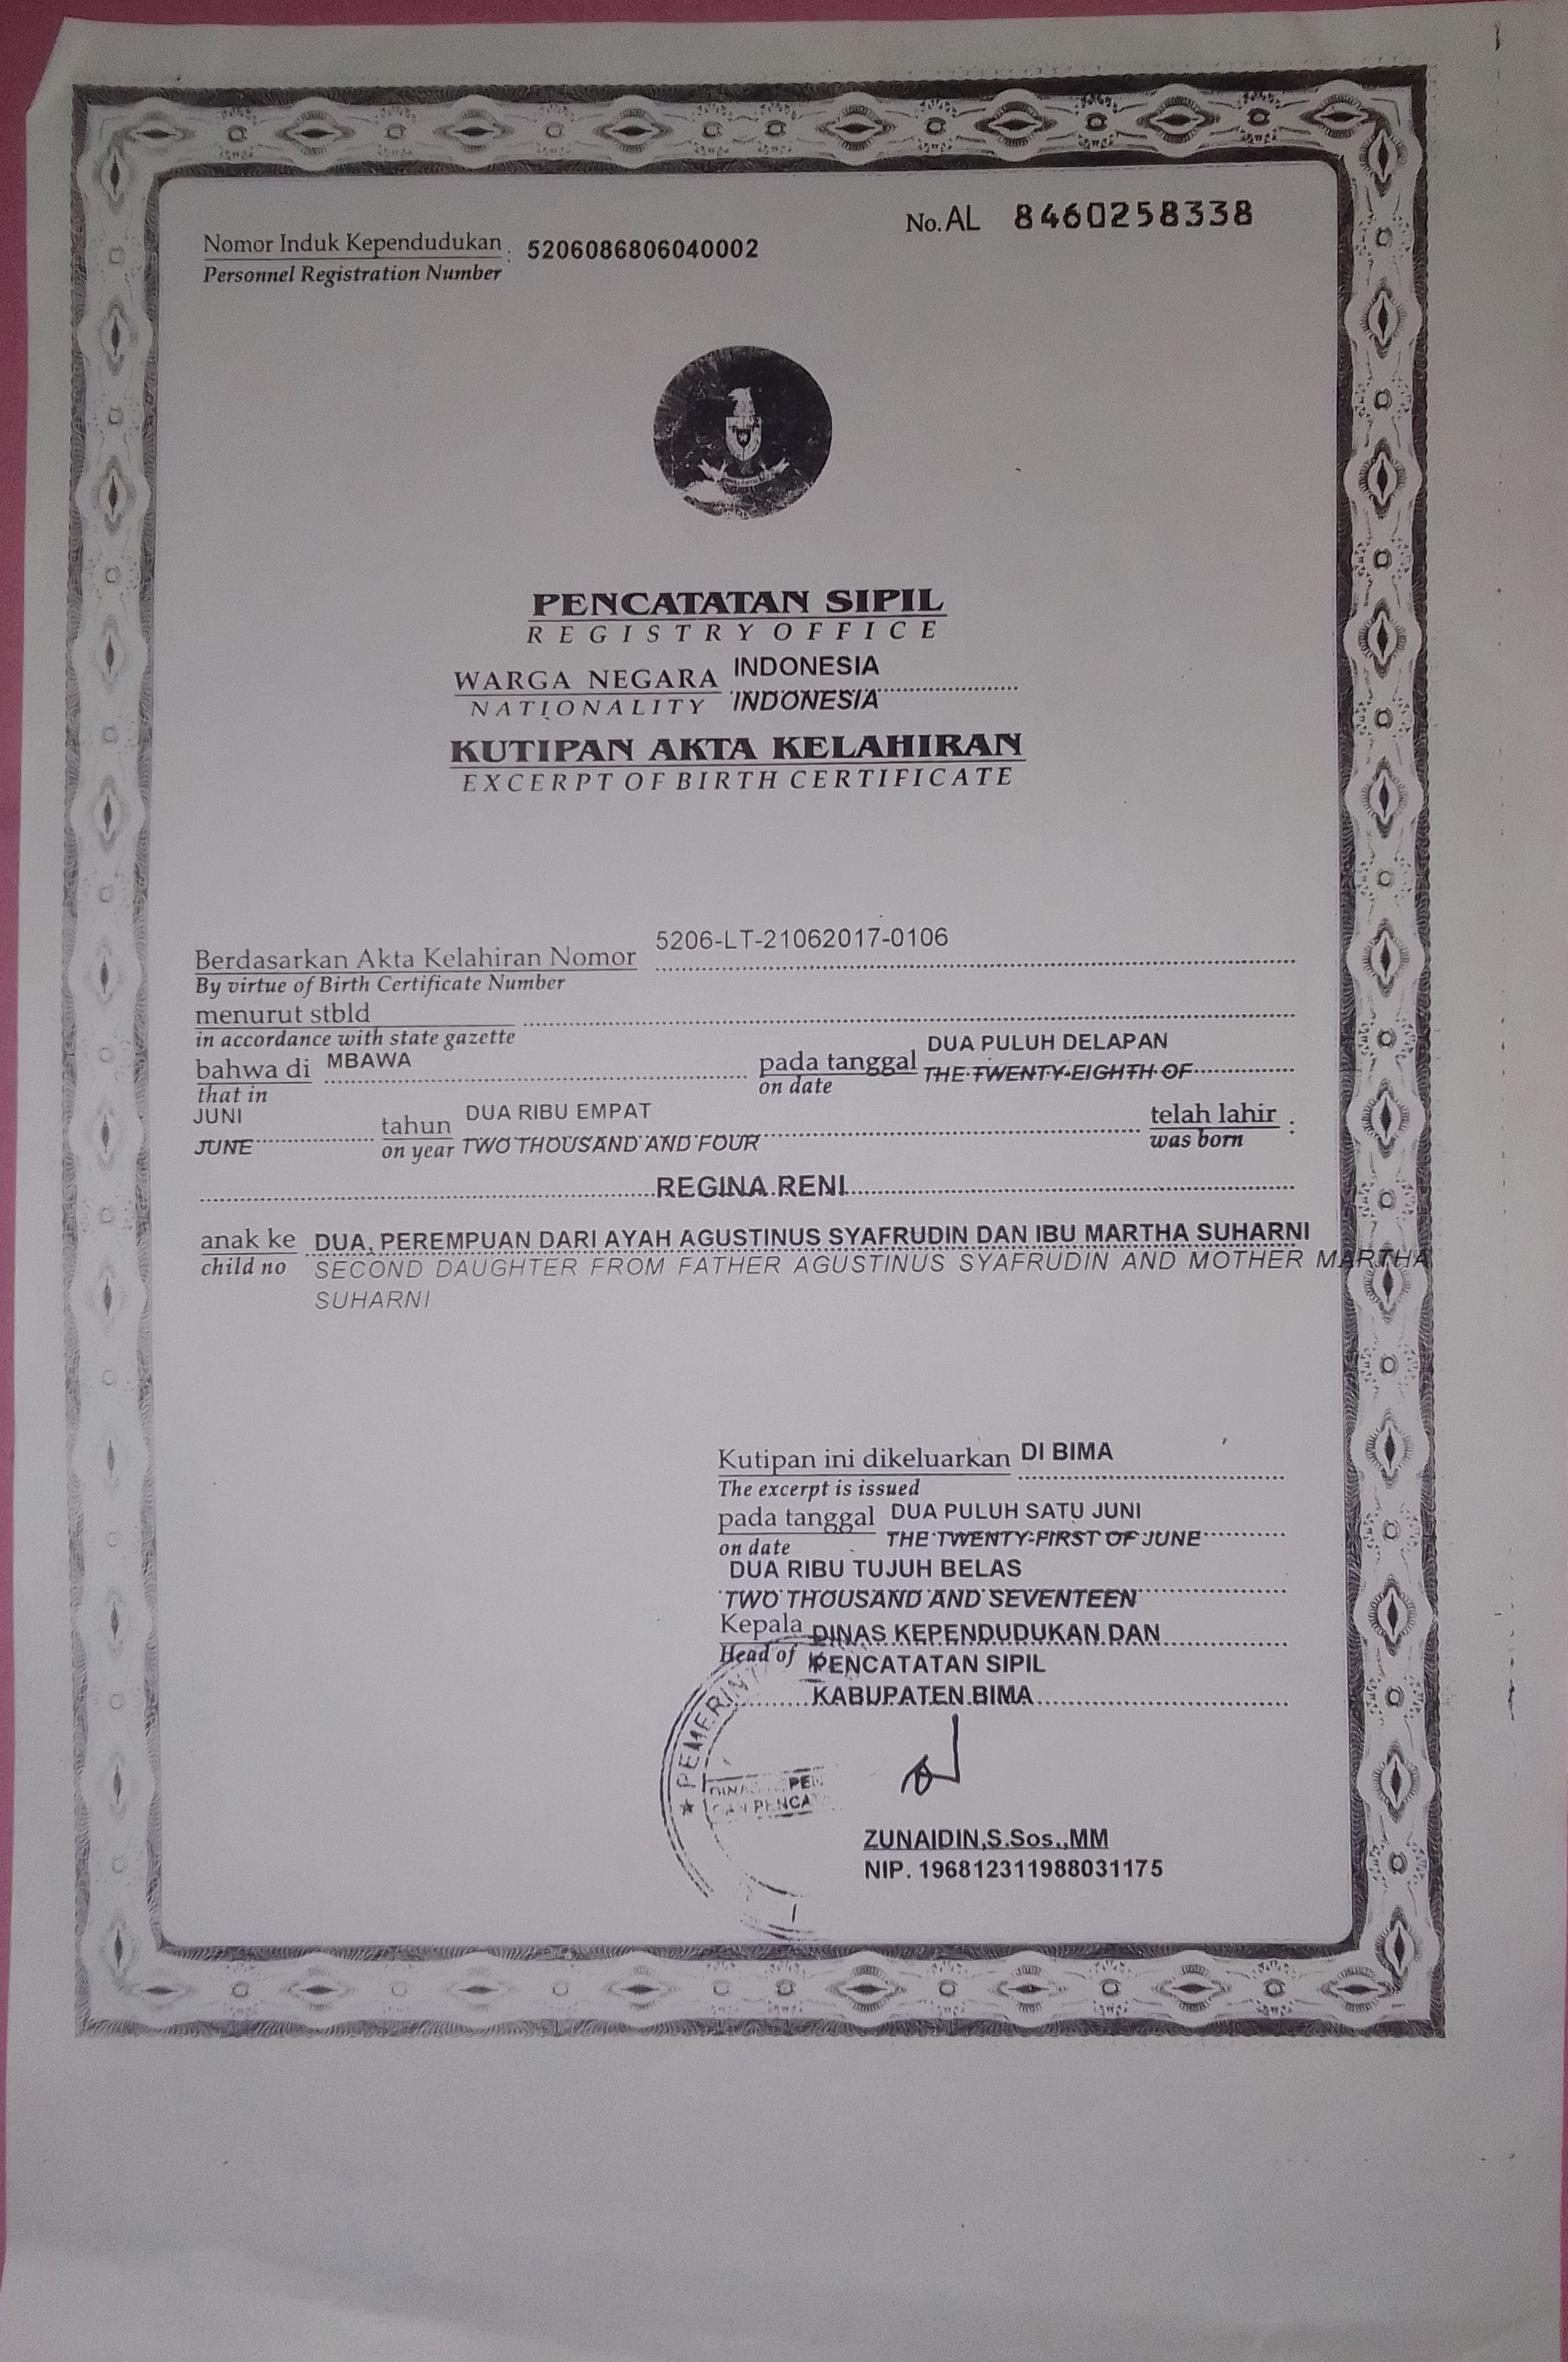 No. AL 8460258338
Nomor Induk Kependudukan : 5206086806040002
Personnel Registration Number
PENCATATAN SIPIL
REGISTRY OFFICE
WARGA NEGARA INDONESIA
NATIONALITY INDONESIA
KUTIPAN AKTA KELAHIRAN
EXCERPT OF BIRTH CERTIFICATE
Berdasarkan Akta Kelahiran Nomor 5206-LT-21062017-0106
By virtue of Birth Certificate Number
menurut stbld
in accordance with state gazette
bahwa di MBAWA pada tanggal DUA PULUH DELAPAN
that in on date THE TWENTY-EIGHTH OF
JUNI tahun DUA RIBU EMPAT telah lahir :
JUNE on year TWO THOUSAND AND FOUR was born
REGINA RENI
anak ke DUA, PEREMPUAN DARI AYAH AGUSTINUS SYAFRUDIN DAN IBU MARTHA SUHARNI
child no SECOND DAUGHTER FROM FATHER AGUSTINUS SYAFRUDIN AND MOTHER MARTHA
SUHARNI
Kutipan ini dikeluarkan DI BIMA
The excerpt is issued
pada tanggal DUA PULUH SATU JUNI
on date THE TWENTY-FIRST OF JUNE
DUA RIBU TUJUH BELAS
TWO THOUSAND AND SEVENTEEN
Kepala DINAS KEPENDUDUKAN DAN
Head of PENCATATAN SIPIL
KABUPATEN BIMA
ZUNAIDIN,S.Sos.,MM
NIP. 196812311988031175